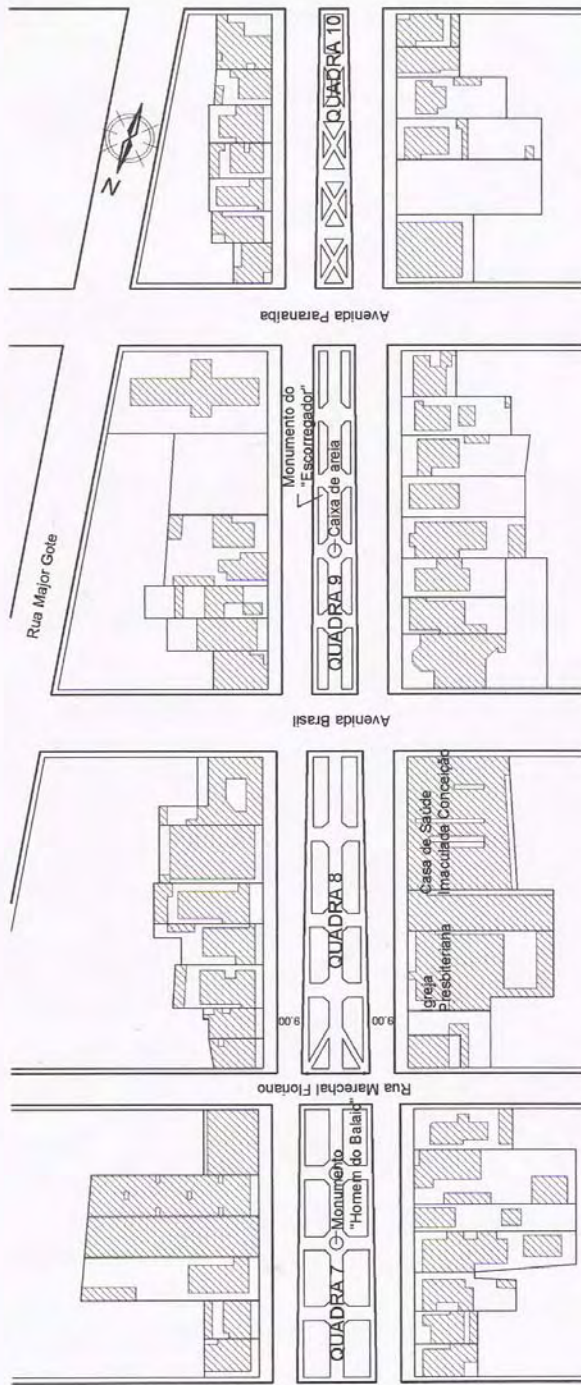 QUADRA 10
N
Avenida Paranaíba
Monumento do
"Escorregador"
Caixa de areia
Rua Major Gote
QUADRA 9
Avenida Brasil
Casa de Saúde
Imaculada Conceição
QUADRA 8
Igreja
Presbiteriana
9.00
9.00
Rua Marechal Floriano
Monumento
"Homem do Balaio"
QUADRA 7